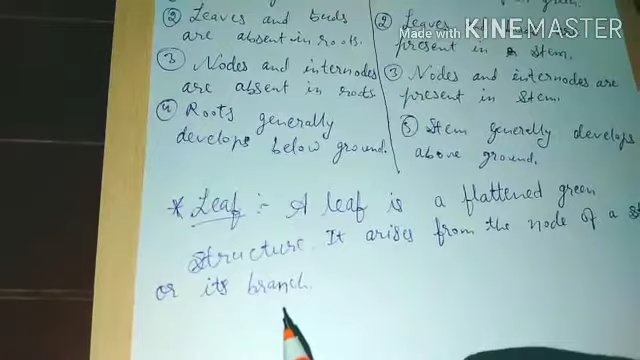 ② Leaves and buds
are absent in roots.
③ Nodes and internodes
are absent in roots.
④ Roots generally
develops below ground.
green.
② Leaves
present in stem.
③ Nodes and internodes are
present in stem.
⑤ Stem generally develops
above ground.
* Leaf :- A leaf is a flattened green
structure. It arises from the node of a
or its branch.
Made with KINEMASTER